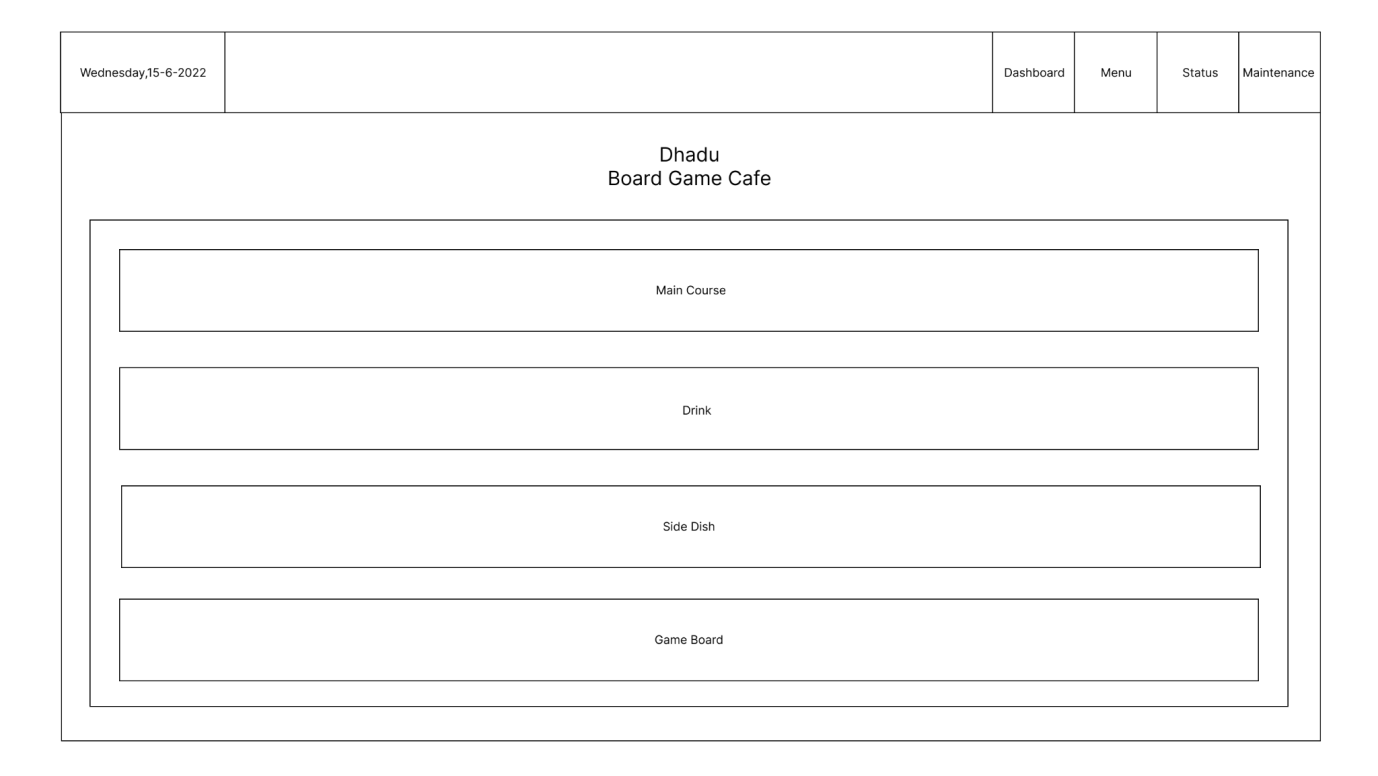 Wednesday,15-6-2022
Dashboard
Menu
Status
Maintenance
Dhadu
Board Game Cafe
Main Course
Drink
Side Dish
Game Board